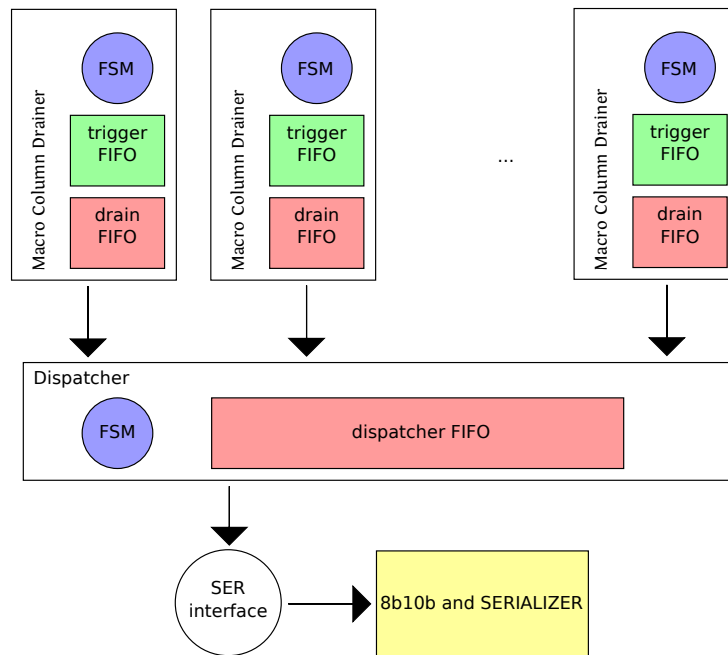 Macro Column Drainer
FSM
trigger
FIFO
drain
FIFO
Macro Column Drainer
FSM
trigger
FIFO
drain
FIFO
...
Macro Column Drainer
FSM
trigger
FIFO
drain
FIFO
Dispatcher
FSM
dispatcher FIFO
SER
interface
8b10b and SERIALIZER